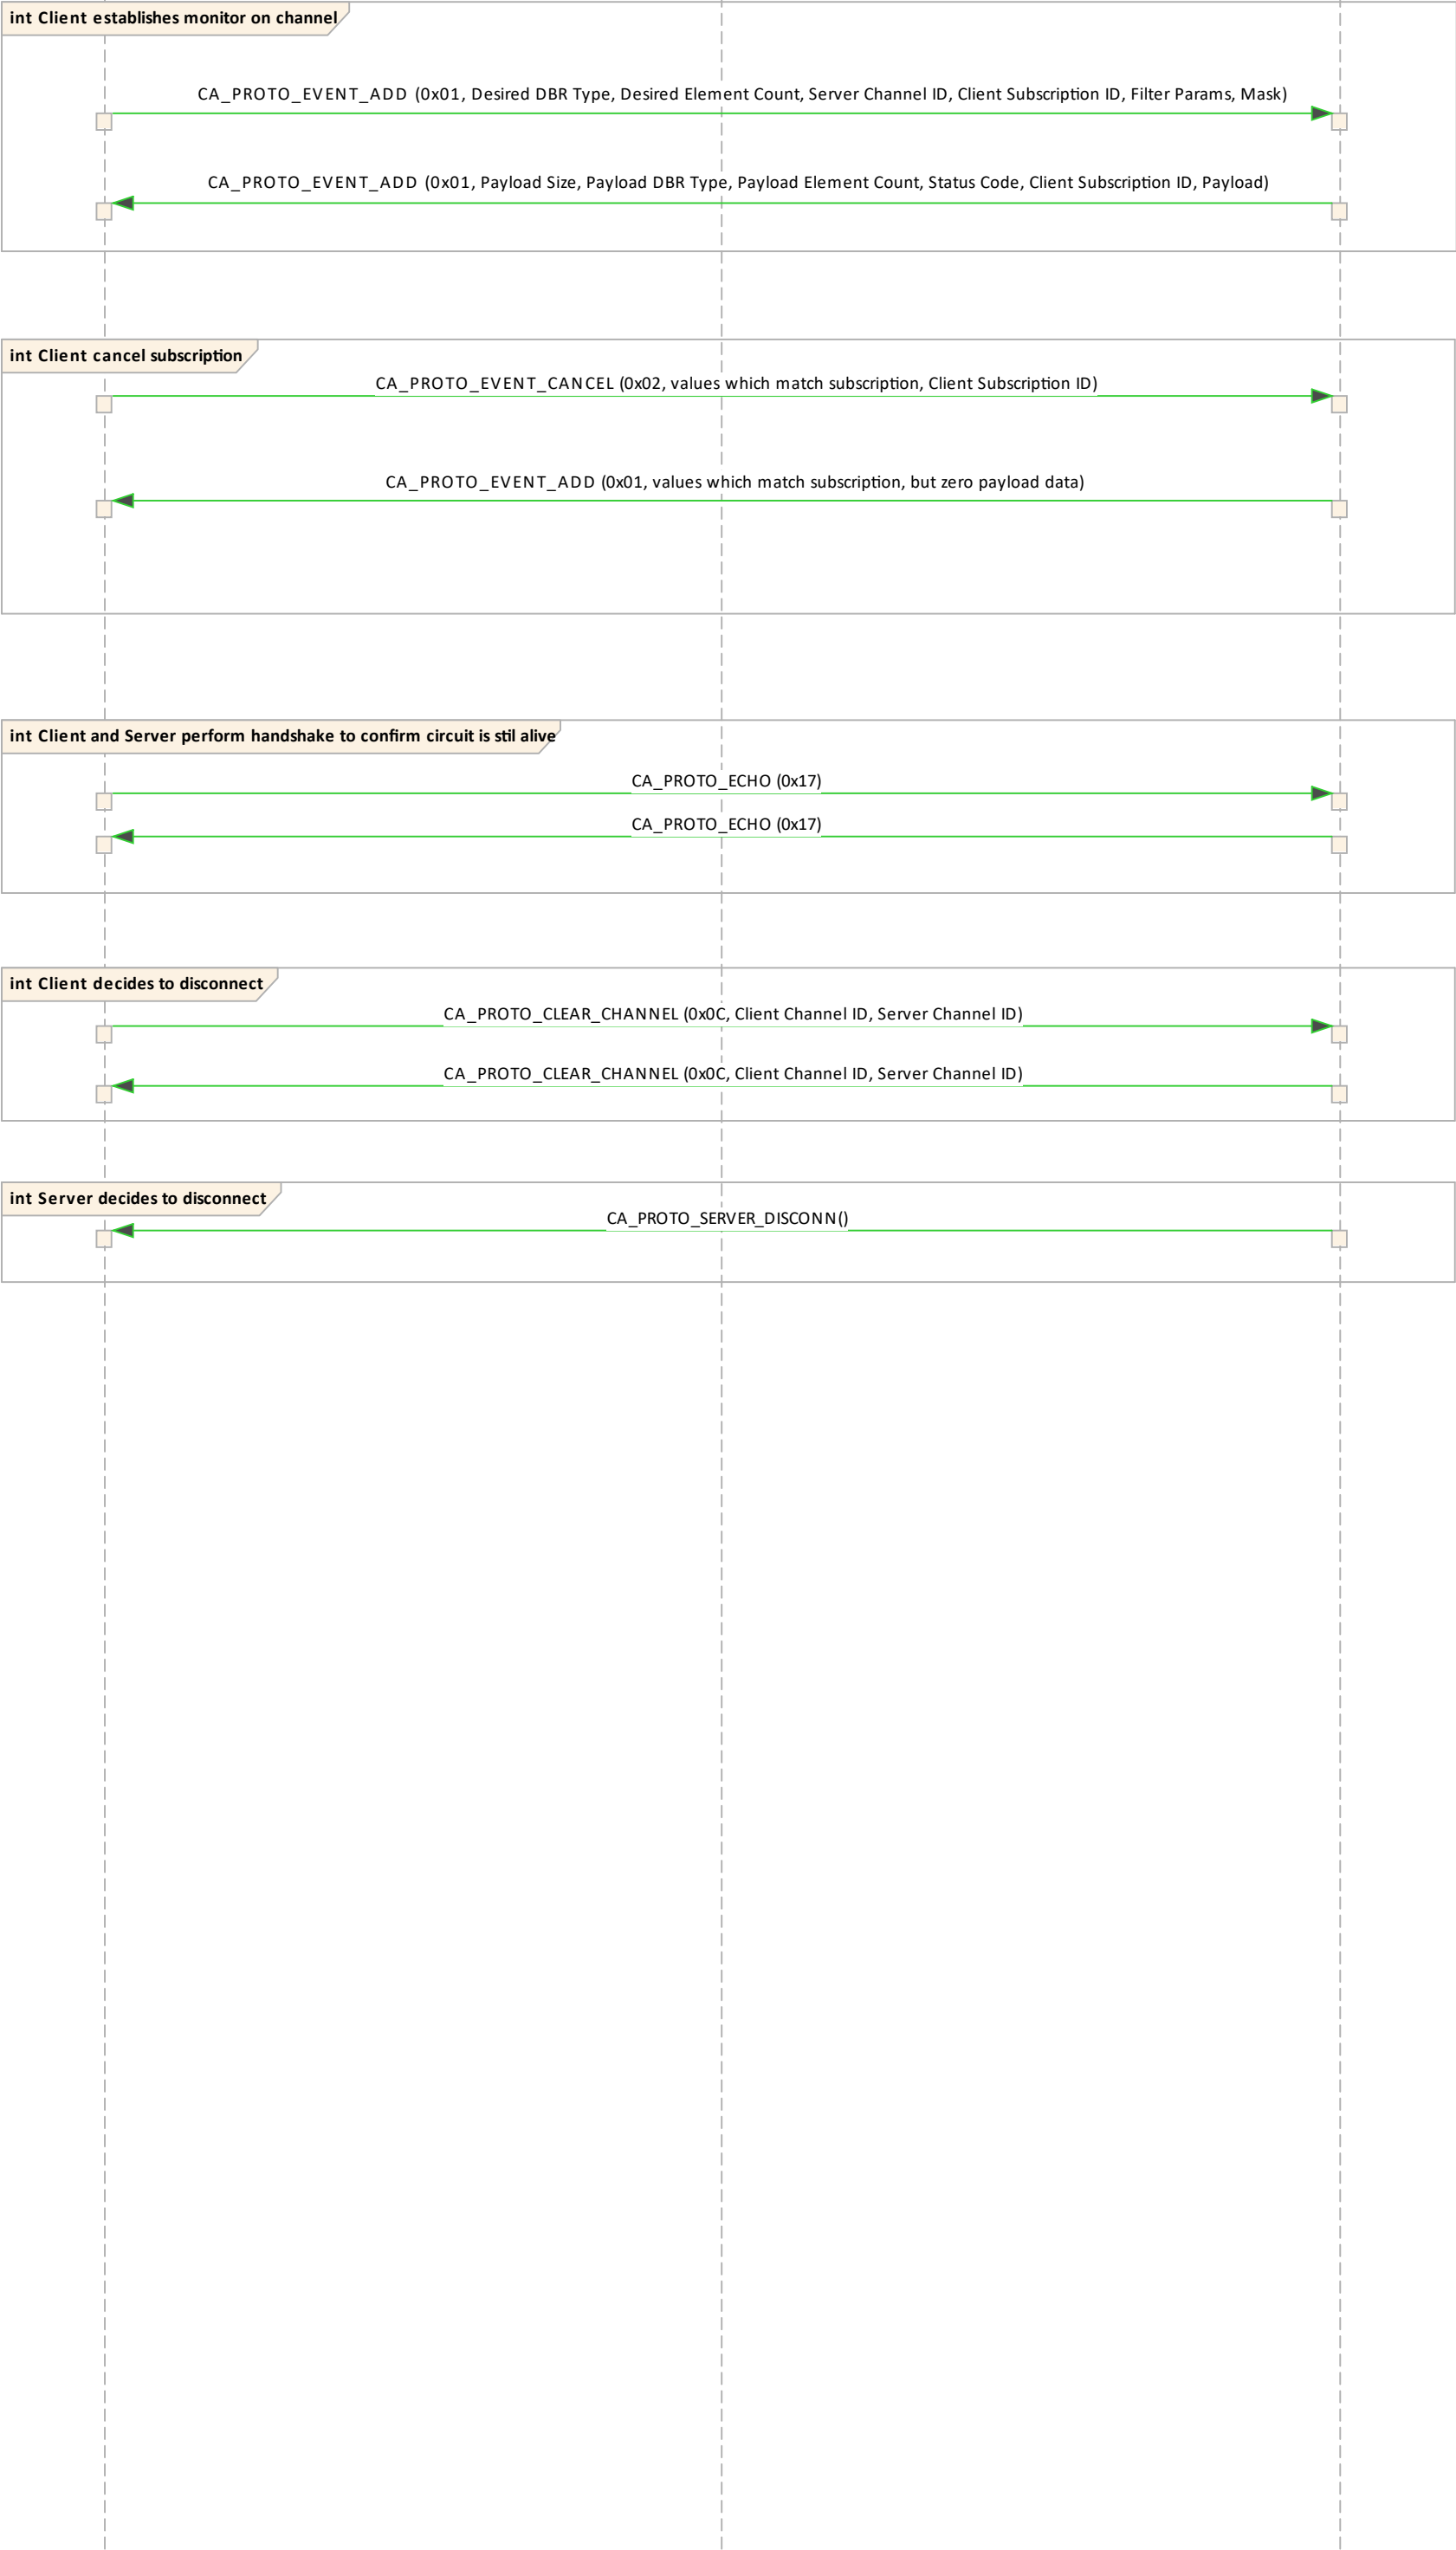 int Client establishes monitor on channel
CA_PROTO_EVENT_ADD (0x01, Desired DBR Type, Desired Element Count, Server Channel ID, Client Subscription ID, Filter Params, Mask)
CA_PROTO_EVENT_ADD (0x01, Payload Size, Payload DBR Type, Payload Element Count, Status Code, Client Subscription ID, Payload)
int Client cancel subscription
CA_PROTO_EVENT_CANCEL (0x02, values which match subscription, Client Subscription ID)
CA_PROTO_EVENT_ADD (0x01, values which match subscription, but zero payload data)
int Client and Server perform handshake to confirm circuit is stil alive
CA_PROTO_ECHO (0x17)
CA_PROTO_ECHO (0x17)
int Client decides to disconnect
CA_PROTO_CLEAR_CHANNEL (0x0C, Client Channel ID, Server Channel ID)
CA_PROTO_CLEAR_CHANNEL (0x0C, Client Channel ID, Server Channel ID)
int Server decides to disconnect
CA_PROTO_SERVER_DISCONN()